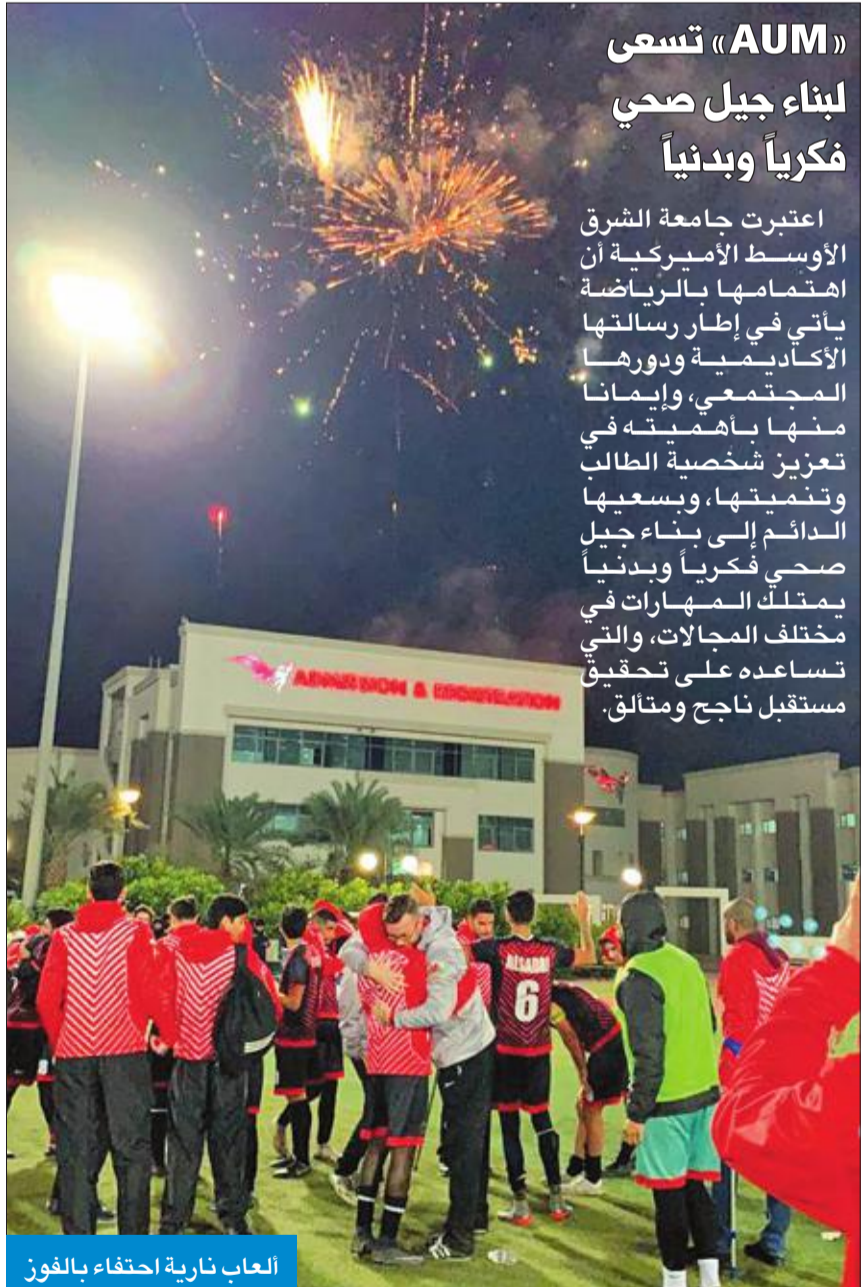 «AUM» تسعى
لبناء جيل صحي
فكرياً وبدنياً
اعتبرت جامعة الشرق
الأوسط الأميركية أن
اهتمامها بالرياضة
يأتي في إطار رسالتها
الأكاديمية ودورها
المجتمعي، وإيمانا
منها بأهميته في
تعزيز شخصية الطالب
وتنميتها، وبسعيها
الدائم إلى بناء جيل
صحي فكرياً وبدنياً
يمتلك المهارات في
مختلف المجالات، والتي
تساعده على تحقيق
مستقبل ناجح ومتألق.
ADMISSION & REGISTRATION
6
ألعاب نارية احتفاء بالفوز